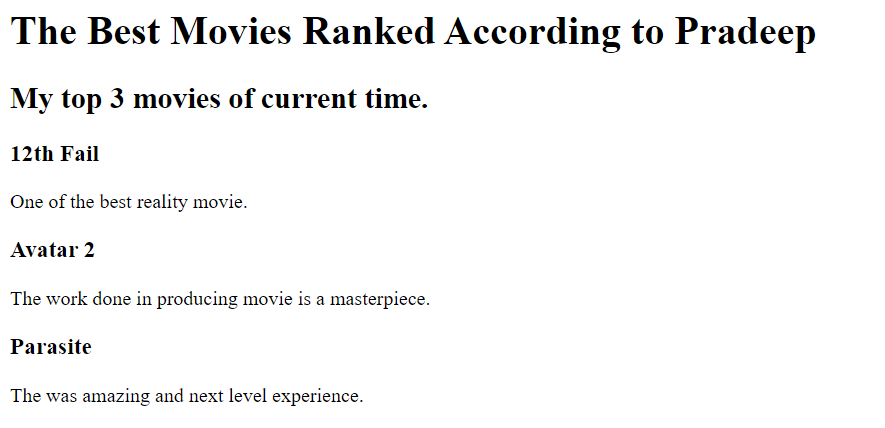 The Best Movies Ranked According to Pradeep
My top 3 movies of current time.
12th Fail
One of the best reality movie.
Avatar 2
The work done in producing movie is a masterpiece.
Parasite
The was amazing and next level experience.